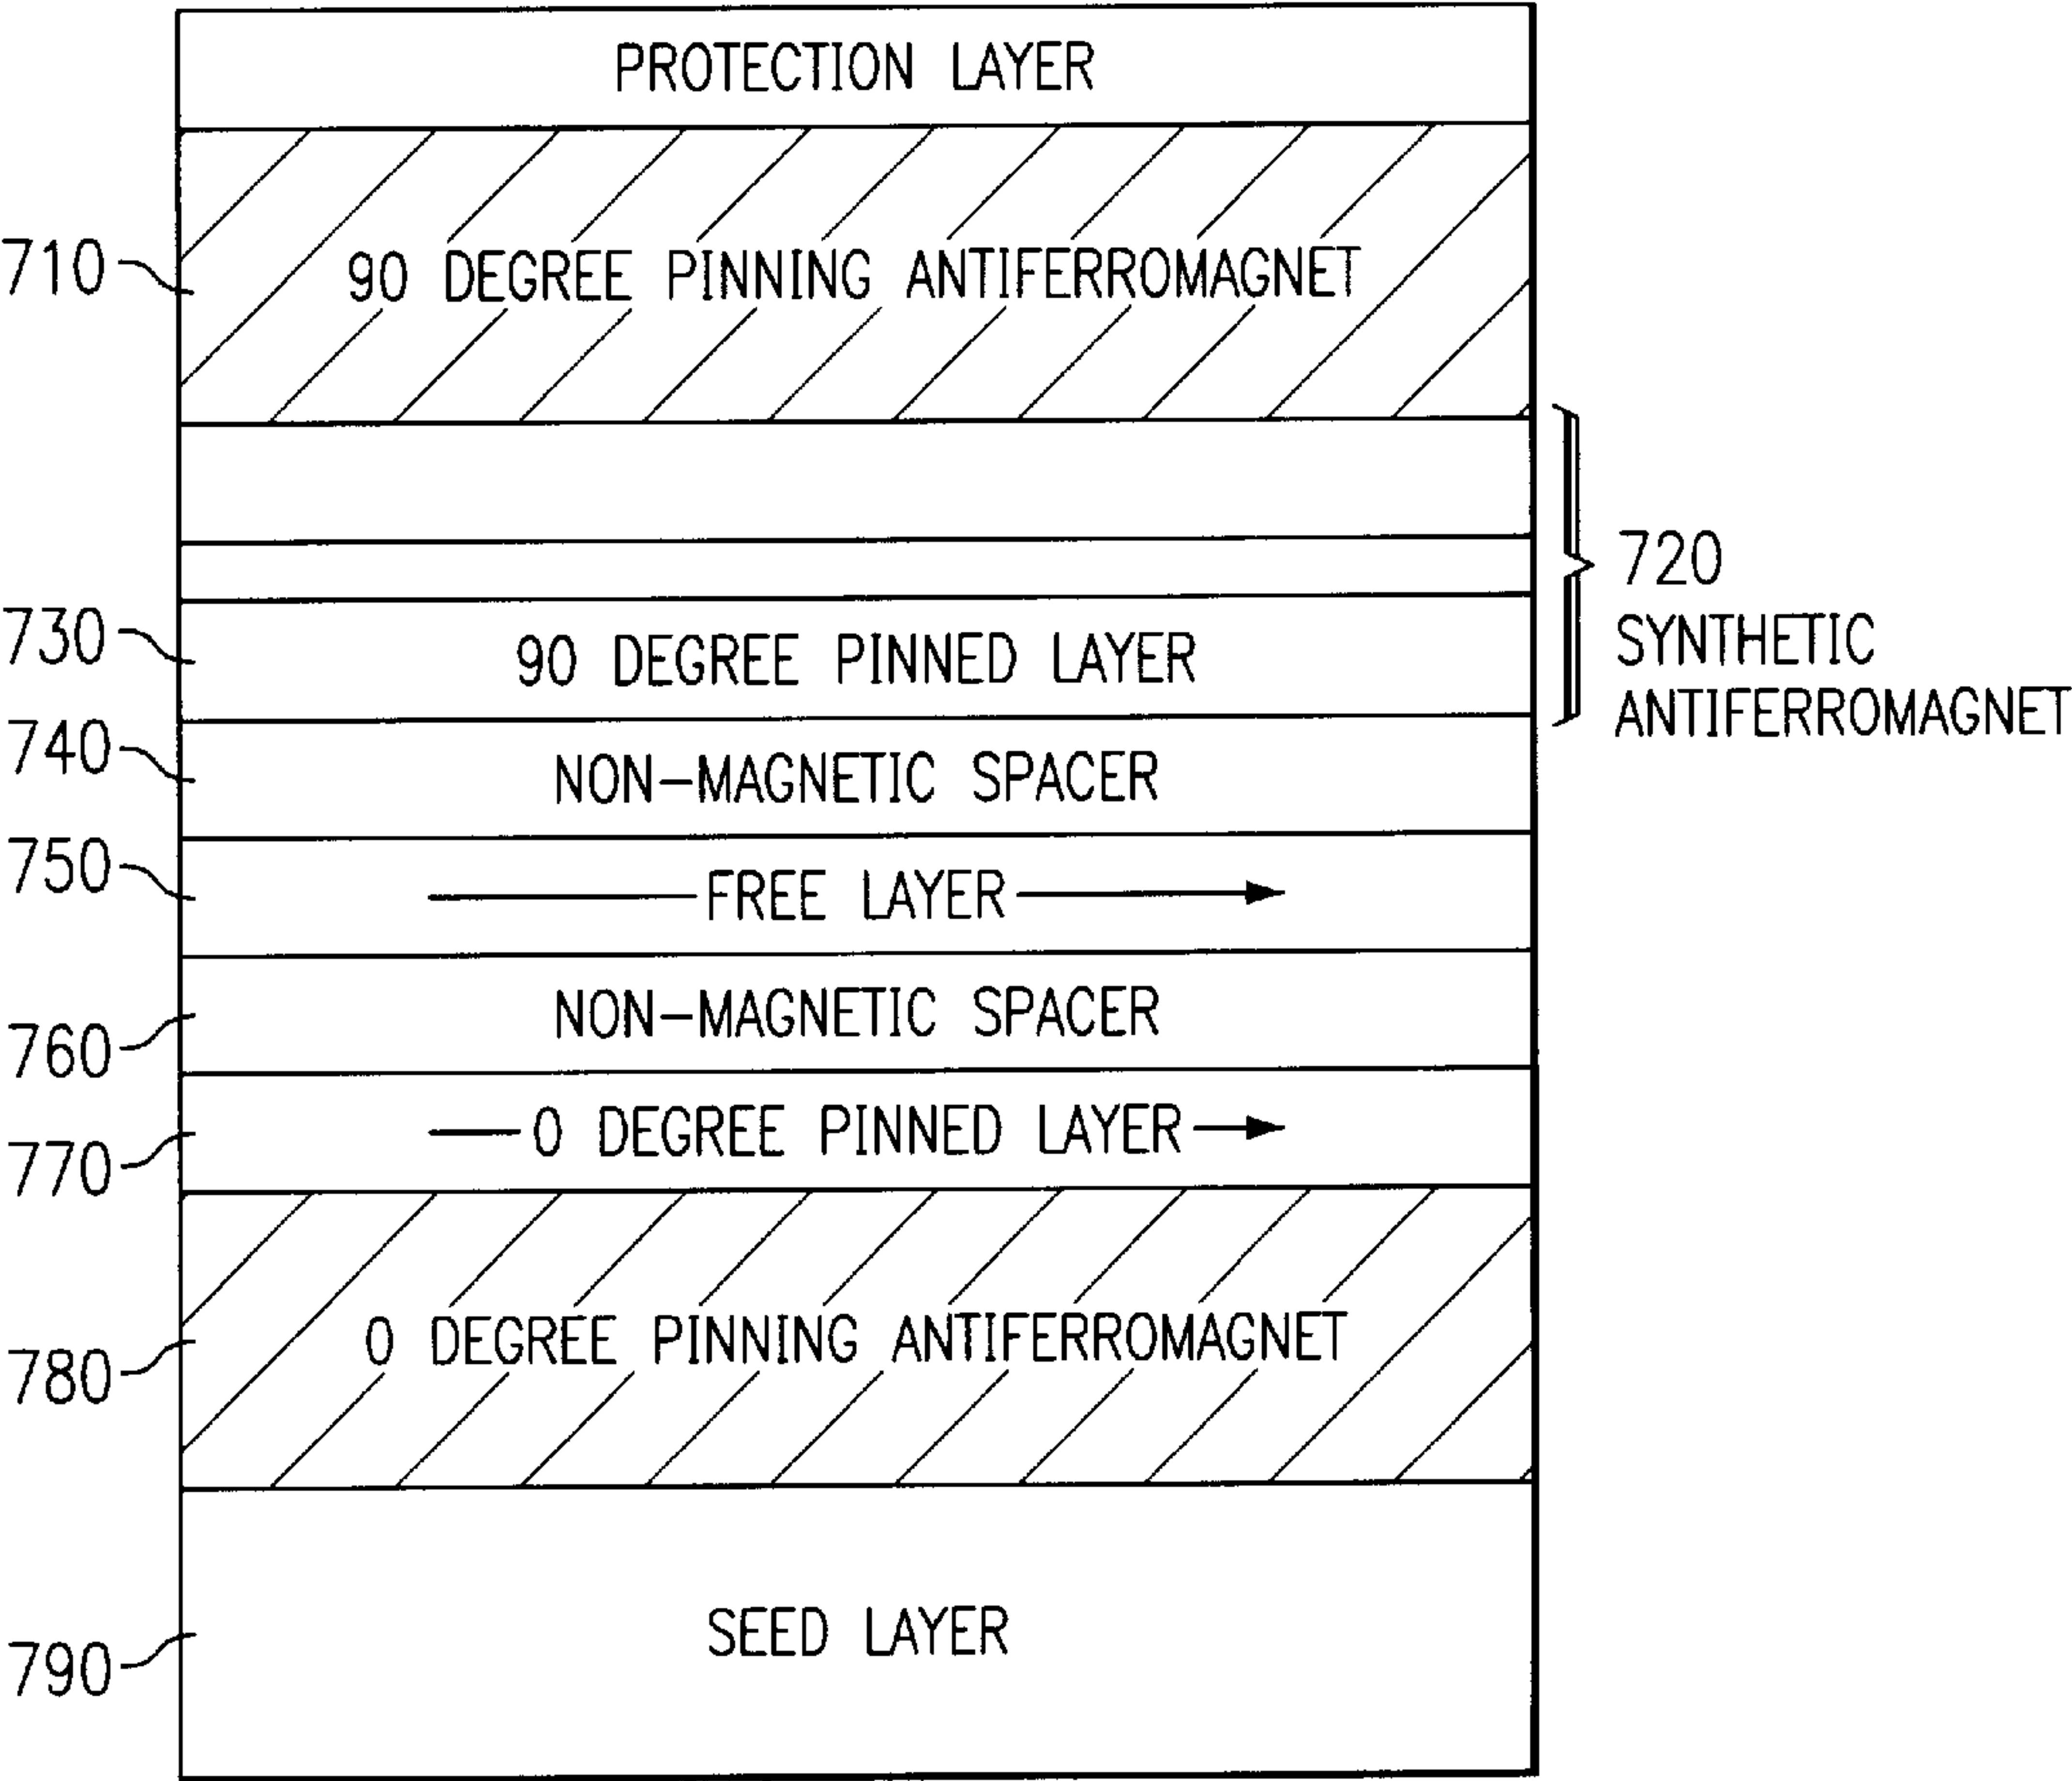 PROTECTION LAYER
710
90 DEGREE PINNING ANTIFERROMAGNET
720
SYNTHETIC
ANTIFERROMAGNET
730
90 DEGREE PINNED LAYER
740
NON-MAGNETIC SPACER
750
FREE LAYER
760
NON-MAGNETIC SPACER
770
0 DEGREE PINNED LAYER
780
0 DEGREE PINNING ANTIFERROMAGNET
790
SEED LAYER